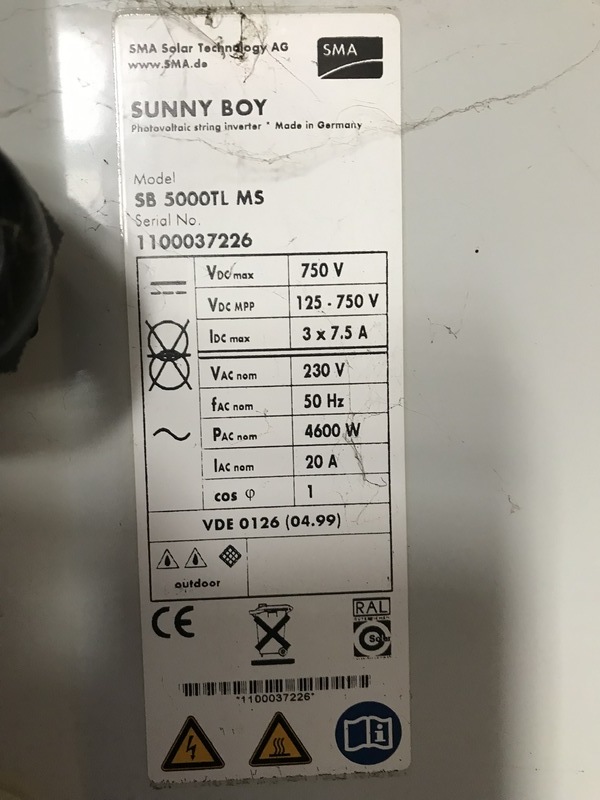 SMA Solar Technology AG
www.SMA.de
SMA
SUNNY BOY
Photovoltaic string inverter * Made in Germany
Model
SB 5000TL MS
Serial No.
1100037226
VDC max 750 V
VDC MPP 125 - 750 V
IDC max 3 x 7.5 A
VAC nom 230 V
fAC nom 50 Hz
PAC nom 4600 W
IAC nom 20 A
cos φ 1
VDE 0126 (04.99)
outdoor
CE
RAL
Solar
*1100037226*